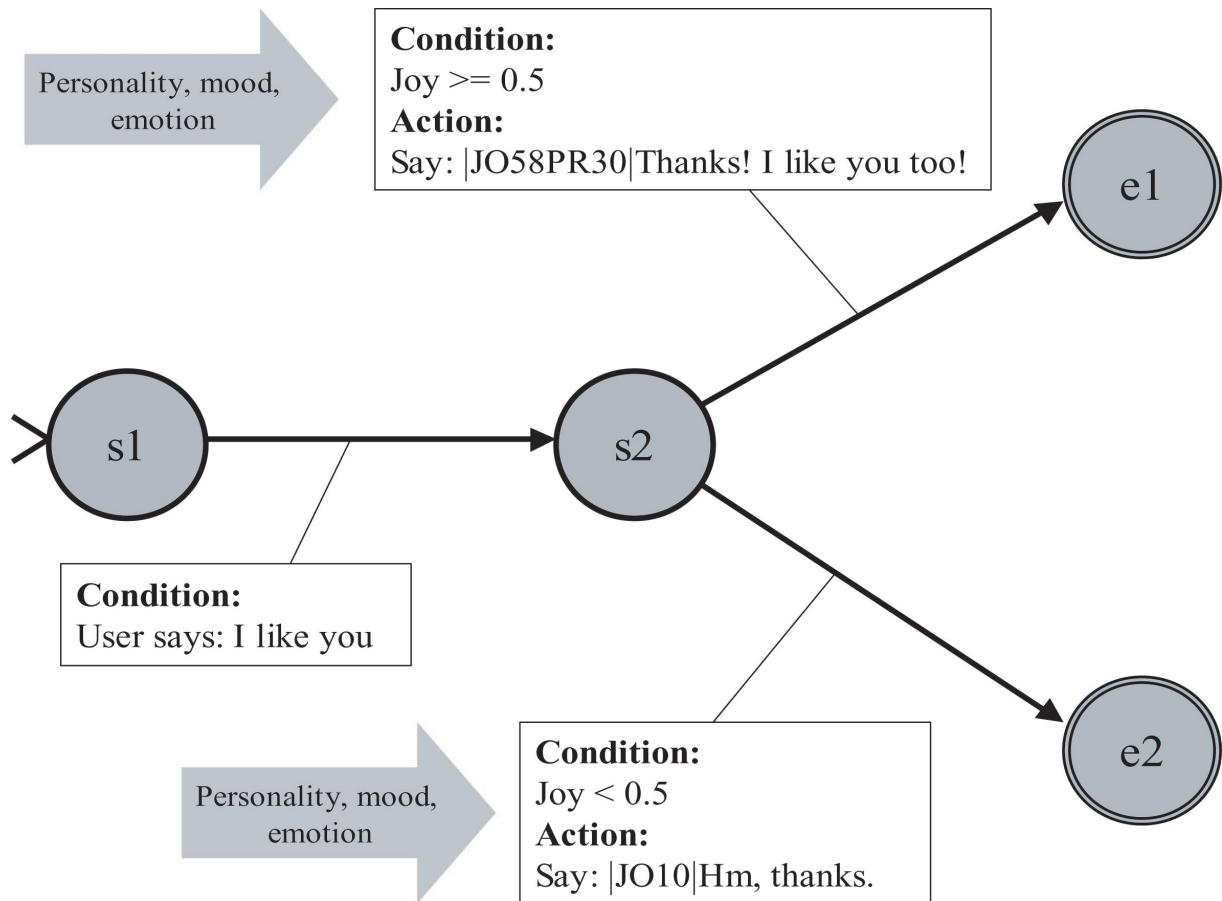 Personality, mood,
emotion
Condition:
Joy >= 0.5
Action:
Say: |JO58PR30|Thanks! I like you too!
e1
s1
s2
Condition:
User says: I like you
Personality, mood,
emotion
Condition:
Joy < 0.5
Action:
Say: |JO10|Hm, thanks.
e2